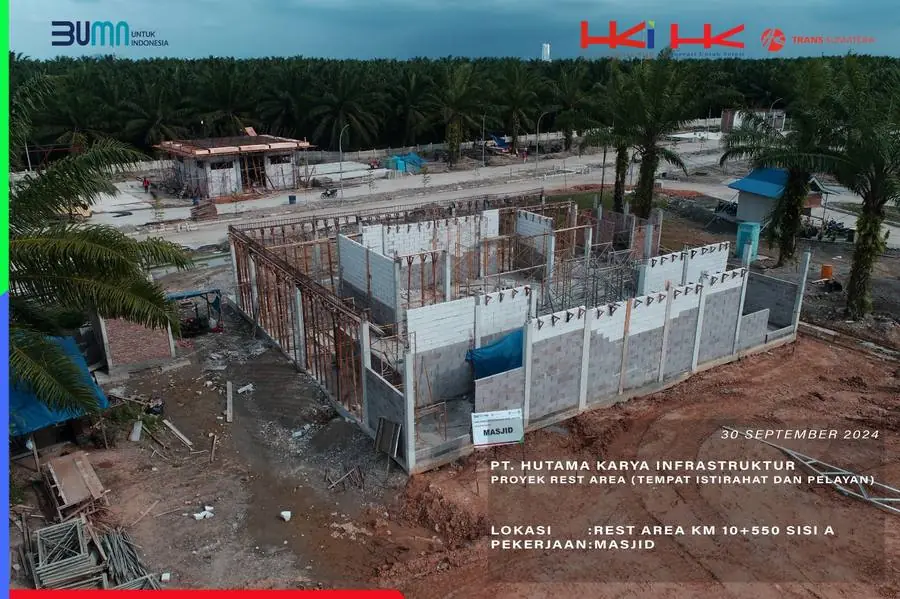 BUMN UNTUK
INDONESIA
HKi HK
TRANS SUMATERA
MASJID
30 SEPTEMBER 2024
PT. HUTAMA KARYA INFRASTRUKTUR
PROYEK REST AREA (TEMPAT ISTIRAHAT DAN PELAYAN)
LOKASI :REST AREA KM 10+550 SISI A
PEKERJAAN:MASJID